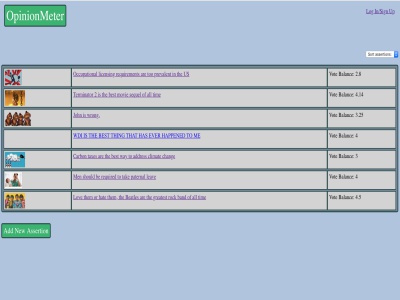 OpinionMeter
Log In/Sign Up
Sort assertions:
Occupational licensing requirements are too prevalent in the US
Vote Balance: 2.8
Terminator 2 is the best movie sequel of all time
Vote Balance: 4.14
John is wrong.
Vote Balance: 3.25
WDI IS THE BEST THING THAT HAS EVER HAPPENED TO ME
Vote Balance: 4
Carbon taxes are the best way to address climate change
Vote Balance: 3
Men should be required to take paternal leave
Vote Balance: 4
Love them or hate them, the Beatles are the greatest rock band of all time
Vote Balance: 4.5
Add New Assertion